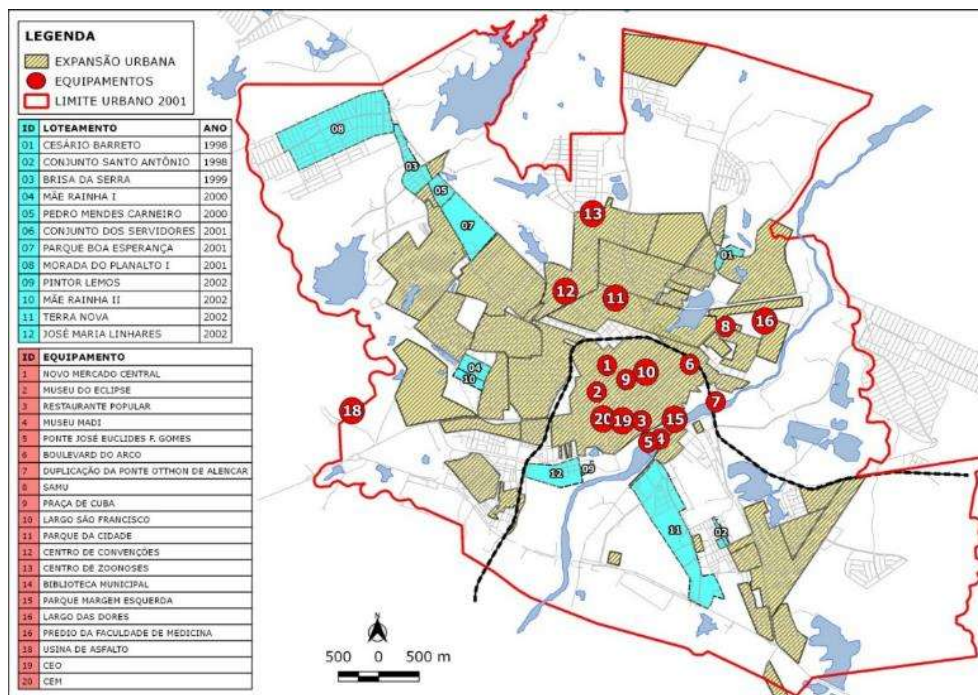 LEGENDA
EXPANSÃO URBANA
EQUIPAMENTOS
LIMITE URBANO 2001
ID LOTEAMENTO ANO
01 CESÁRIO BARRETO 1998
02 CONJUNTO SANTO ANTÔNIO 1998
03 BRISA DA SERRA 1999
04 MÃE RAINHA I 2000
05 PEDRO MENDES CARNEIRO 2000
06 CONJUNTO DOS SERVIDORES 2001
07 PARQUE BOA ESPERANÇA 2001
08 MORADA DO PLANALTO I 2001
09 PINTOR LEMOS 2002
10 MÃE RAINHA II 2002
11 TERRA NOVA 2002
12 JOSÉ MARIA LINHARES 2002
ID EQUIPAMENTO
1 NOVO MERCADO CENTRAL
2 MUSEU DO ECLIPSE
3 RESTAURANTE POPULAR
4 MUSEU MADI
5 PONTE JOSÉ EUCLIDES F. GOMES
6 BOULEVARD DO ARCO
7 DUPLICAÇÃO DA PONTE OTTHON DE ALENCAR
8 SAMU
9 PRAÇA DE CUBA
10 LARGO SÃO FRANCISCO
11 PARQUE DA CIDADE
12 CENTRO DE CONVENÇÕES
13 CENTRO DE ZOONOSES
14 BIBLIOTECA MUNICIPAL
15 PARQUE MARGEM ESQUERDA
16 LARGO DAS DORES
16 PREDIO DA FACULDADE DE MEDICINA
18 USINA DE ASFALTO
19 CEO
20 CEM
08
03
05
07
13
01
12
11
8
16
1
6
04
10
9
10
2
7
18
20
19
3
15
5
4
12
09
11
02
N
500 0 500 m